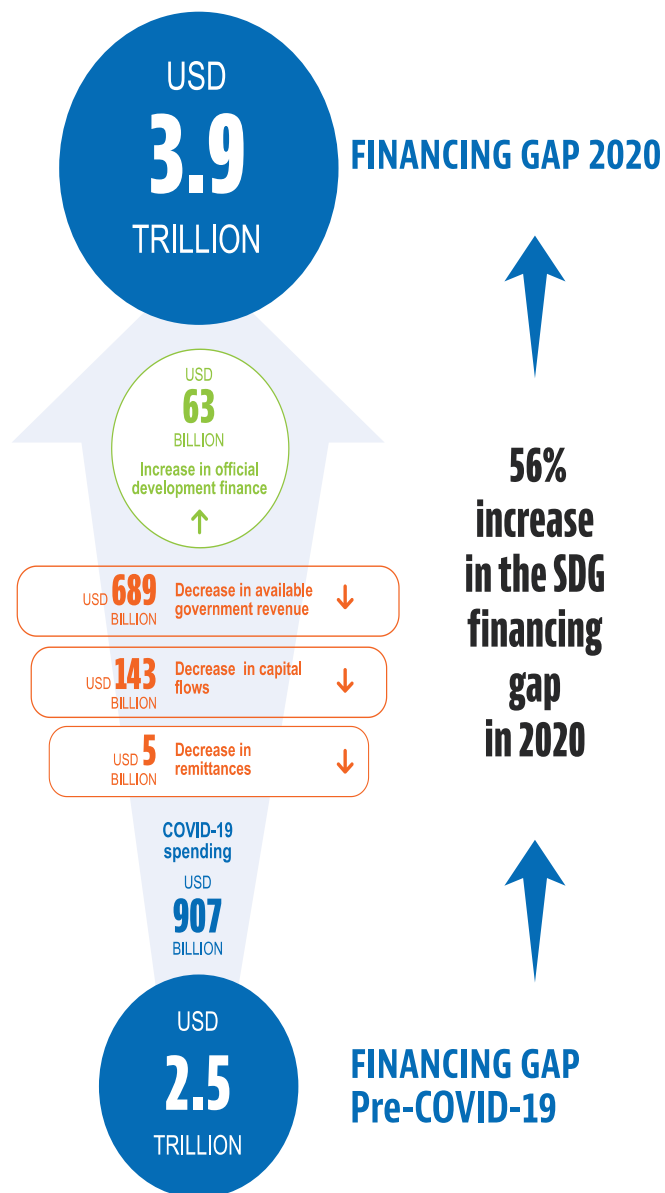 USD
3.9
TRILLION
FINANCING GAP 2020
USD
63
BILLION
Increase in official
development finance
USD 689
BILLION
Decrease in available
government revenue
USD 143
BILLION
Decrease in capital
flows
USD 5
BILLION
Decrease in
remittances
COVID-19
spending
USD
907
BILLION
56%
increase
in the SDG
financing
gap
in 2020
USD
2.5
TRILLION
FINANCING GAP
Pre-COVID-19